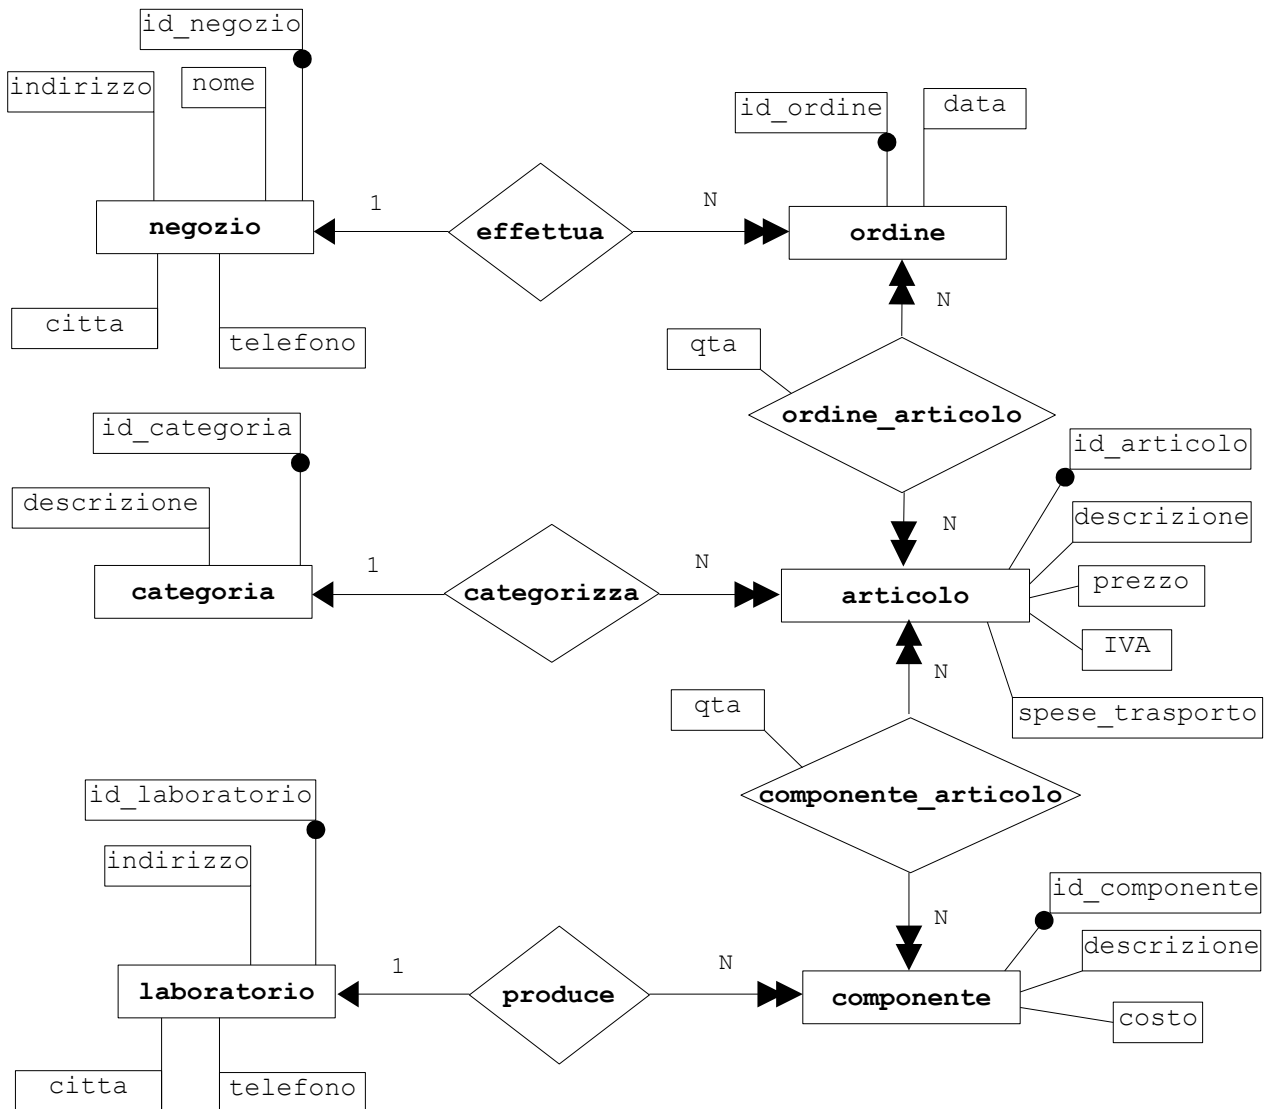 id_negozio
indirizzo
nome
id_ordine
data
negozio
1
effettua
N
ordine
citta
telefono
N
qta
ordine_articolo
id_categoria
id_articolo
descrizione
descrizione
N
categoria
1
categorizza
N
articolo
prezzo
IVA
N
qta
spese_trasporto
id_laboratorio
componente_articolo
indirizzo
id_componente
N
descrizione
laboratorio
1
produce
N
componente
costo
citta
telefono